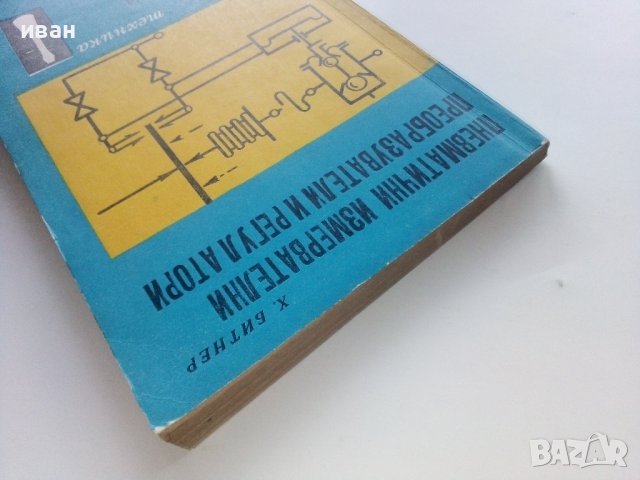 иван
Х. БИТНЕР
ПНЕВМАТИЧНИ ИЗМЕРВАТЕЛНИ
ПРЕОБРАЗУВАТЕЛИ И РЕГУЛАТОРИ
техника
BAZAR